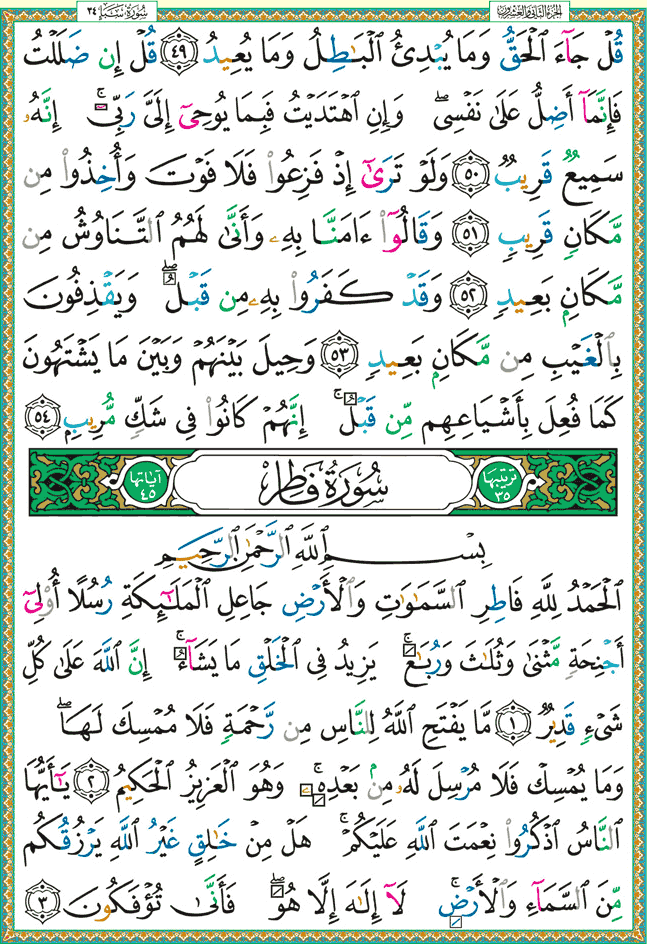 الجزء الثاني والعشرون
سورة سبإ ٣٤
قُلْ جَآءَ ٱلْحَقُّ وَمَا يُبْدِئُ ٱلْبَٰطِلُ وَمَا يُعِيدُ ٤٩ قُلْ إِن ضَلَلْتُ
فَإِنَّمَآ أَضِلُّ عَلَىٰ نَفْسِى ۖ وَإِنِ ٱهْتَدَيْتُ فَبِمَا يُوحِىٓ إِلَىَّ رَبِّىٓ ۚ إِنَّهُۥ
سَمِيعٌ قَرِيبٌ ٥٠ وَلَوْ تَرَىٰٓ إِذْ فَزِعُوا۟ فَلَا فَوْتَ وَأُخِذُوا۟ مِن
مَّكَانٍ قَرِيبٍ ٥١ وَقَالُوٓا۟ ءَامَنَّا بِهِۦ وَأَنَّىٰ لَهُمُ ٱلتَّنَاوُشُ مِن
مَّكَانٍۭ بَعِيدٍ ٥٢ وَقَدْ كَفَرُوا۟ بِهِۦ مِن قَبْلُ ۖ وَيَقْذِفُونَ
بِٱلْغَيْبِ مِن مَّكَانٍۭ بَعِيدٍ ٥٣ وَحِيلَ بَيْنَهُمْ وَبَيْنَ مَا يَشْتَهُونَ
كَمَا فُعِلَ بِأَشْيَاعِهِم مِّن قَبْلُ ۚ إِنَّهُمْ كَانُوا۟ فِى شَكٍّ مُّرِيبٍۭ ٥٤
ترتيبها ٣٥ سورة فاطر آياتها ٤٥
بِسْمِ ٱللَّهِ ٱلرَّحْمَٰنِ ٱلرَّحِيمِ
ٱلْحَمْدُ لِلَّهِ فَاطِرِ ٱلسَّمَٰوَٰتِ وَٱلْأَرْضِ جَاعِلِ ٱلْمَلَٰٓئِكَةِ رُسُلًا أُو۟لِىٓ
أَجْنِحَةٍ مَّثْنَىٰ وَثُلَٰثَ وَرُبَٰعَ ۚ يَزِيدُ فِى ٱلْخَلْقِ مَا يَشَآءُ ۚ إِنَّ ٱللَّهَ عَلَىٰ كُلِّ
شَىْءٍ قَدِيرٌ ١ مَّا يَفْتَحِ ٱللَّهُ لِلنَّاسِ مِن رَّحْمَةٍ فَلَا مُمْسِكَ لَهَا ۖ
وَمَا يُمْسِكْ فَلَا مُرْسِلَ لَهُۥ مِنۢ بَعْدِهِۦ ۚ وَهُوَ ٱلْعَزِيزُ ٱلْحَكِيمُ ٢ يَٰٓأَيُّهَا
ٱلنَّاسُ ٱذْكُرُوا۟ نِعْمَتَ ٱللَّهِ عَلَيْكُمْ ۚ هَلْ مِنْ خَٰلِقٍ غَيْرُ ٱللَّهِ يَرْزُقُكُم
مِّنَ ٱلسَّمَآءِ وَٱلْأَرْضِ ۚ لَآ إِلَٰهَ إِلَّا هُوَ ۖ فَأَنَّىٰ تُؤْفَكُونَ ٣